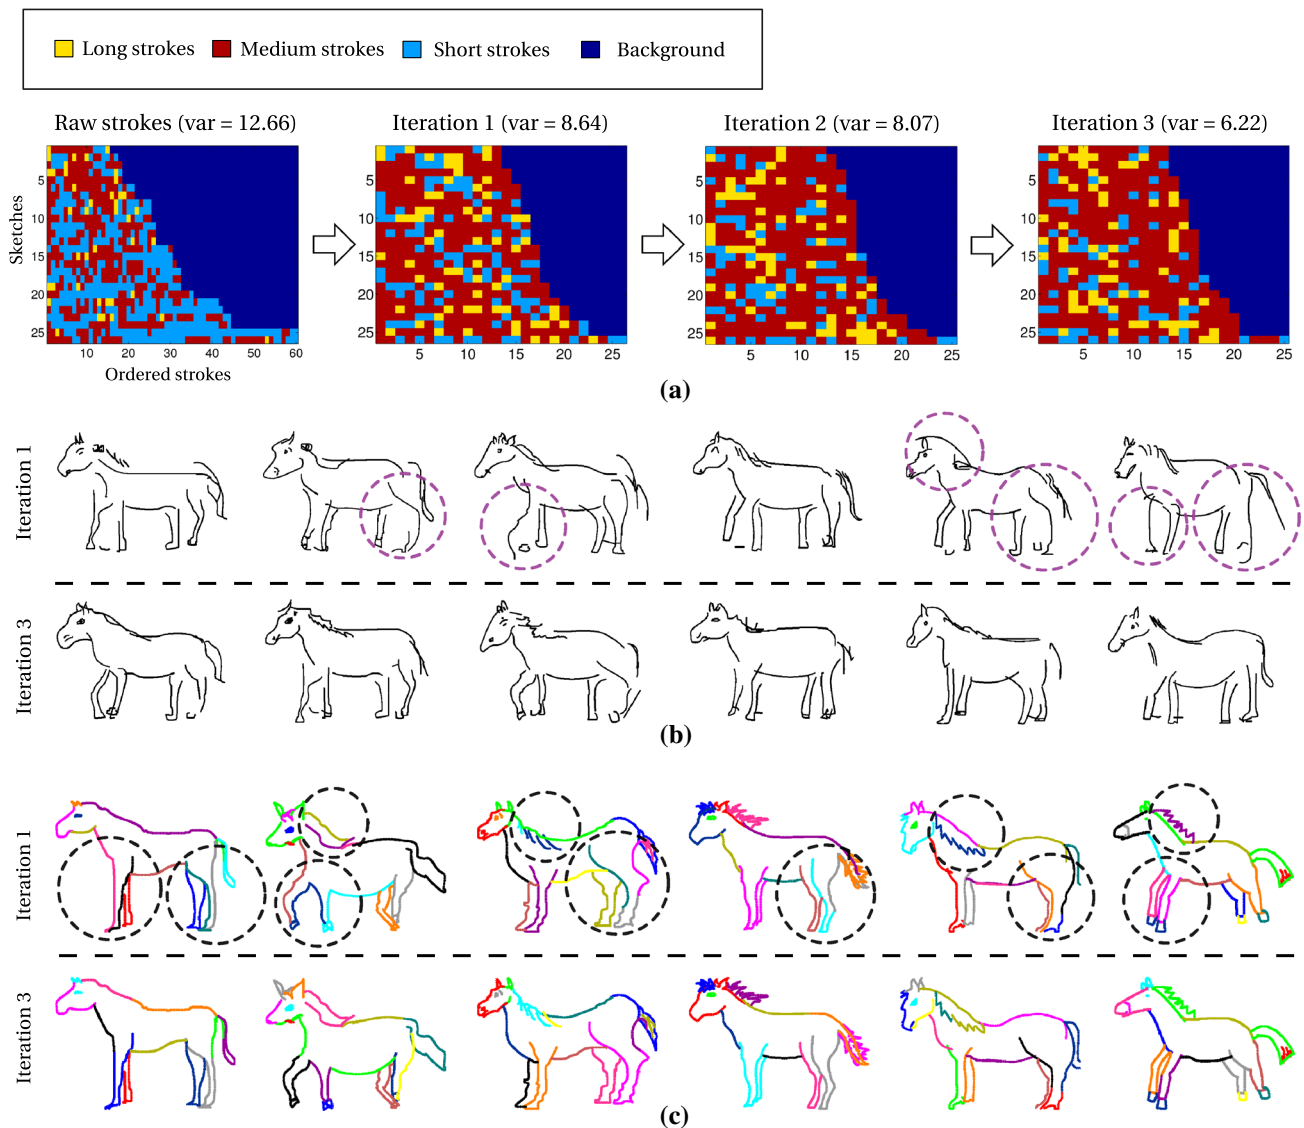 Long strokes Medium strokes Short strokes Background
Raw strokes (var = 12.66) Iteration 1 (var = 8.64) Iteration 2 (var = 8.07) Iteration 3 (var = 6.22)
Sketches
5 5 5 5
10 10 10 10
15 15 15 15
20 20 20 20
25 25 25 25
10 20 30 40 50 60 5 10 15 20 25 5 10 15 20 25 5 10 15 20 25
Ordered strokes
(a)
Iteration 1
Iteration 3
(b)
Iteration 1
Iteration 3
(c)